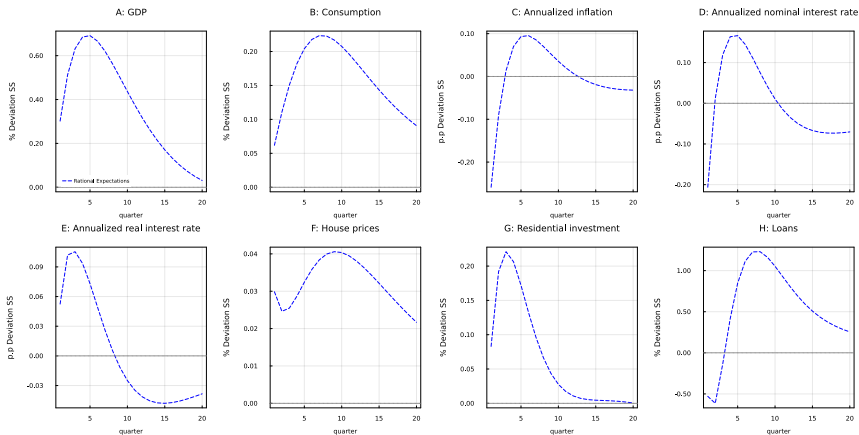 A: GDP
B: Consumption
C: Annualized inflation
D: Annualized nominal interest rate
% Deviation SS
0.60
0.40
0.20
0.00
Rational Expectations
5
10
15
20
quarter
% Deviation SS
0.20
0.15
0.10
0.05
0.00
5
10
15
20
quarter
p.p Deviation SS
0.10
0.00
-0.10
-0.20
5
10
15
20
quarter
p.p Deviation SS
0.10
0.00
-0.10
-0.20
5
10
15
20
quarter
E: Annualized real interest rate
F: House prices
G: Residential investment
H: Loans
p.p Deviation SS
0.09
0.06
0.03
0.00
-0.03
5
10
15
20
quarter
% Deviation SS
0.04
0.03
0.02
0.01
0.00
5
10
15
20
quarter
% Deviation SS
0.20
0.15
0.10
0.05
0.00
5
10
15
20
quarter
% Deviation SS
1.00
0.50
0.00
-0.50
5
10
15
20
quarter